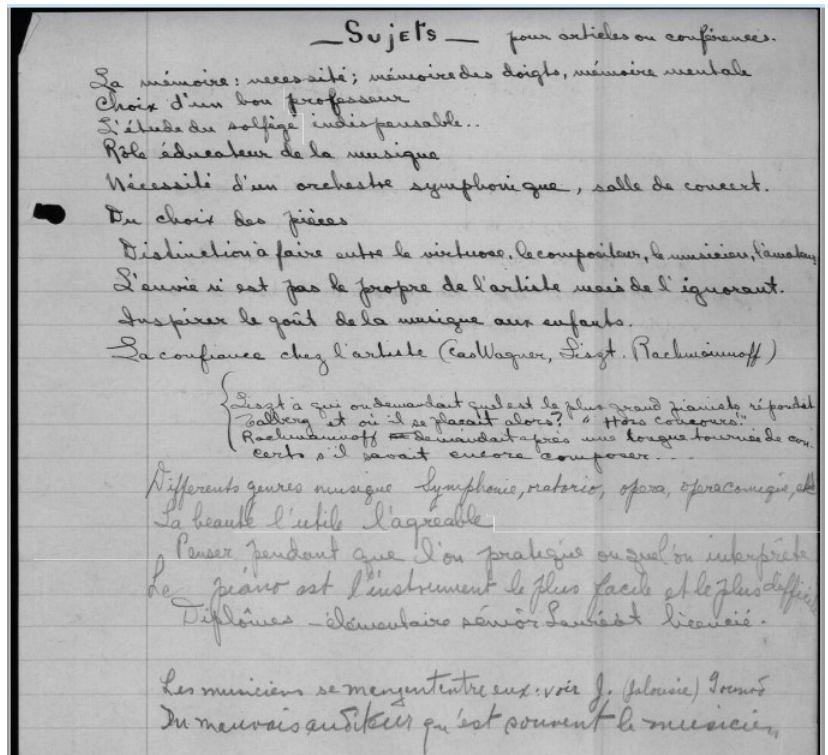 — Sujets — pour articles ou conférences.
La mémoire : necessité ; mémoire des doigts, mémoire mentale
Choix d'un bon professeur
L'étude du solfège indispensable..
Rôle éducateur de la musique
Nécessité d'un orchestre symphonique, salle de concert.
Du choix des pièces
Distinction à faire entre le virtuose, le compositeur, le musicien, l'amateur
L'envie n'est pas le propre de l'artiste mais de l'ignorant.
Inspirer le goût de la musique aux enfants.
La confiance chez l'artiste (Cas Wagner, Liszt. Rachmaninoff)
Liszt à qui on demandait quel est le plus grand pianiste répondit
Talberg et où il se plaçait alors? "Hors concours."
Rachmaninoff demandait après une longue tournée de con-
certs s'il savait encore composer....
Differents genres musique Symphonie, oratorio, opera, opera comique, etc
La beauté l'utile l'agreable
Penser pendant que l'on pratique ou quel'on interprète
Le piano est l'instrument le plus facile et le plus difficile
Diplômes - élémentaire sénior Lauréat licencié.
Les musiciens se mangent entre eux : voir J. (Jalousie) Gounod
Du mauvais auditeur qu'est souvent le musicien